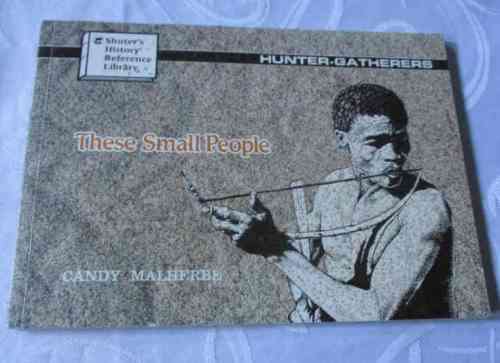 Shuter's
History
Reference
Library
HUNTER-GATHERERS
These Small People
CANDY MALHERBE